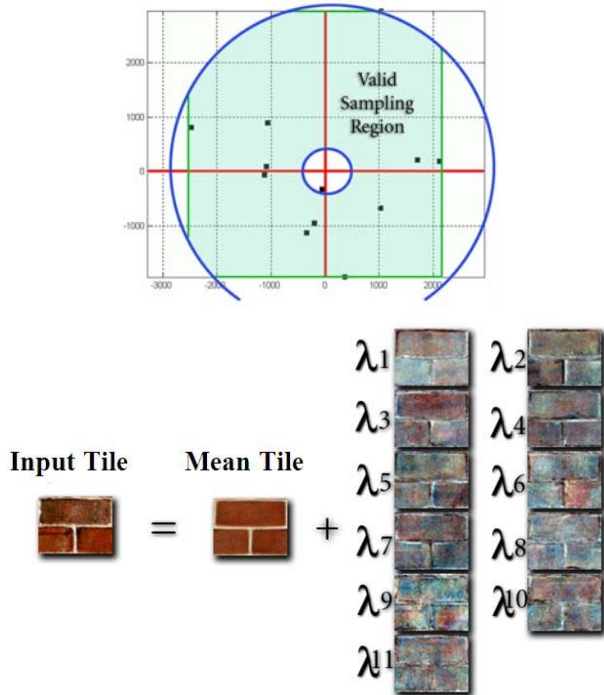 2000
1000
0
-1000
-3000
-2000
-1000
0
1000
2000
Valid
Sampling
Region
λ1
λ2
λ3
λ4
λ5
λ6
λ7
λ8
λ9
λ10
λ11
Input Tile
=
Mean Tile
+